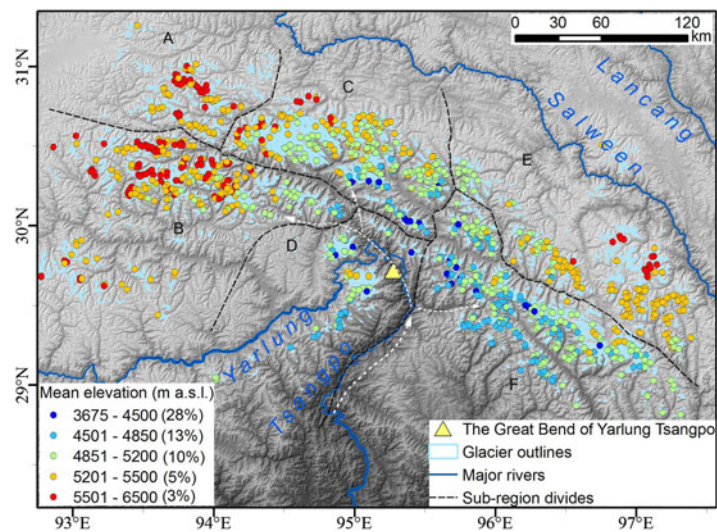 0 30 60 120
km
31°N
30°N
29°N
A
B
C
D
E
F
Lancang
Salween
Yarlung
Tsangpo
Mean elevation (m a.s.l.)
3675 - 4500 (28%)
4501 - 4850 (13%)
4851 - 5200 (10%)
5201 - 5500 (5%)
5501 - 6500 (3%)
The Great Bend of Yarlung Tsangpo
Glacier outlines
Major rivers
Sub-region divides
93°E 94°E 95°E 96°E 97°E